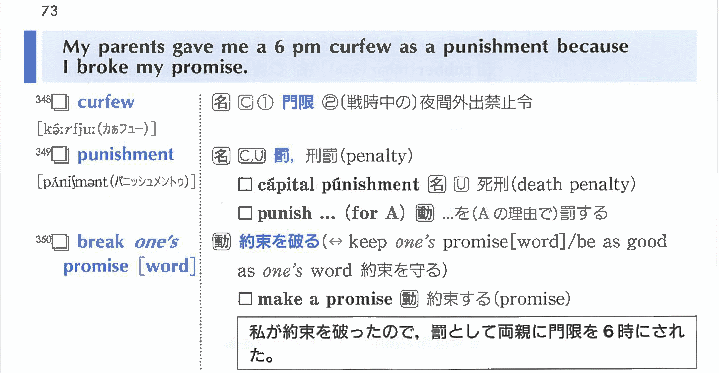 73
My parents gave me a 6 pm curfew as a punishment because
I broke my promise.
348 □ curfew
名 C ① 門限 ②(戦時中の)夜間外出禁止令
[kə́ːrfjuː(カぁフュー)]
349 □ punishment
名 C,U 罰，刑罰(penalty)
[pʌ́niʃmənt(パニッシュメントゥ)]
□ cápital púnishment 名 U 死刑(death penalty)
□ punish ... (for A) 動 ...を(Aの理由で)罰する
350 □ break one's
promise [word]
動 約束を破る(↔ keep one's promise[word]/be as good
as one's word 約束を守る)
□ make a promise 動 約束する(promise)
私が約束を破ったので，罰として両親に門限を6時にされ
た。